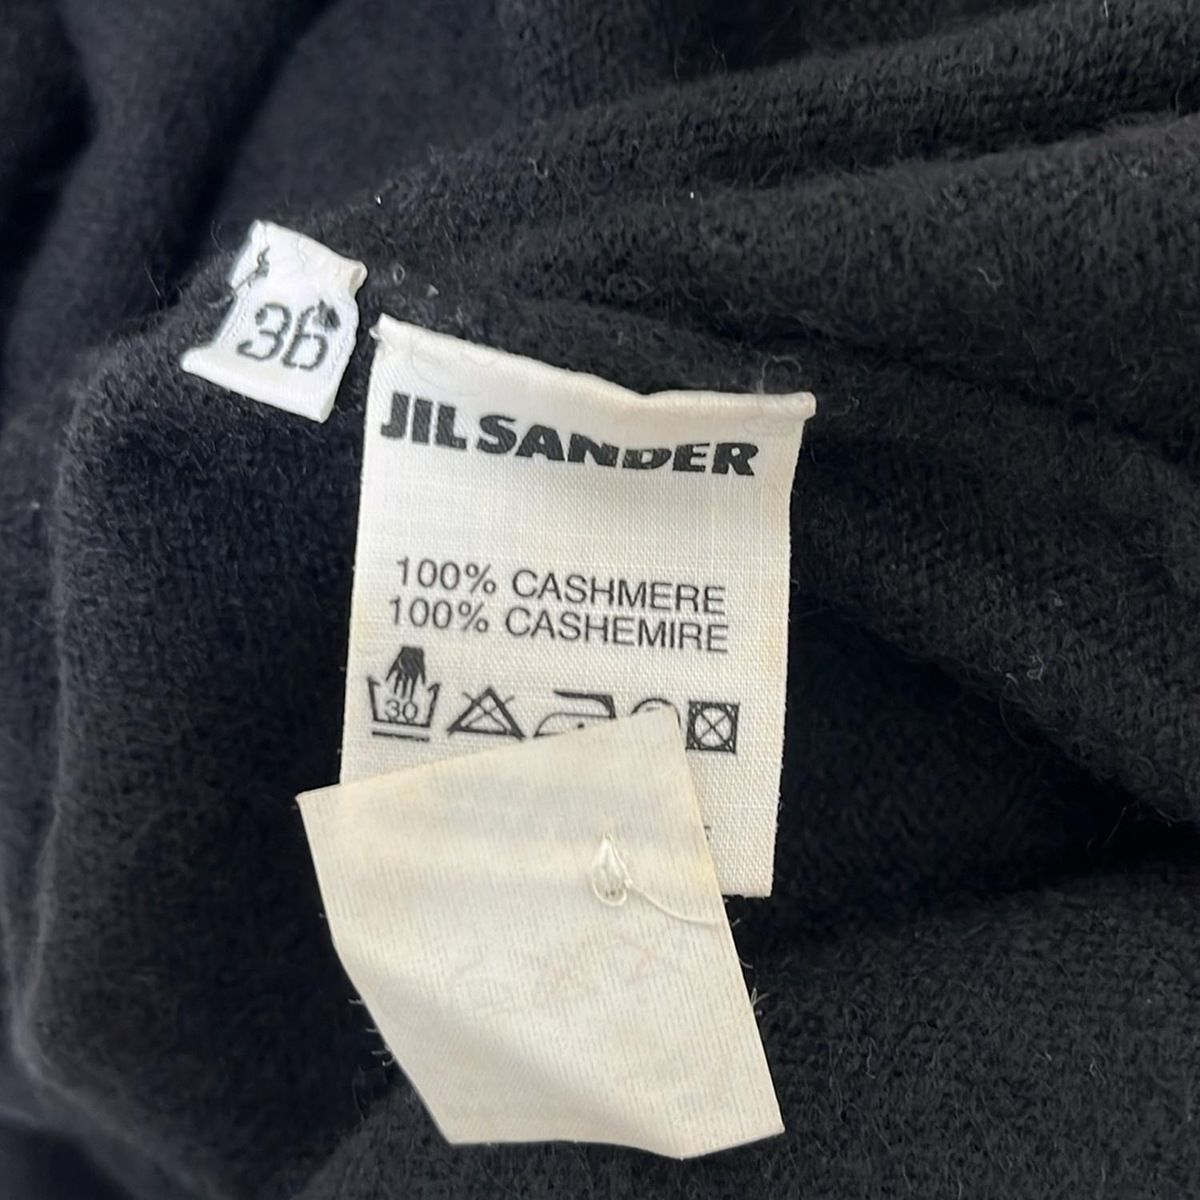 36
JIL SANDER
100% CASHMERE
100% CASHEMIRE
30